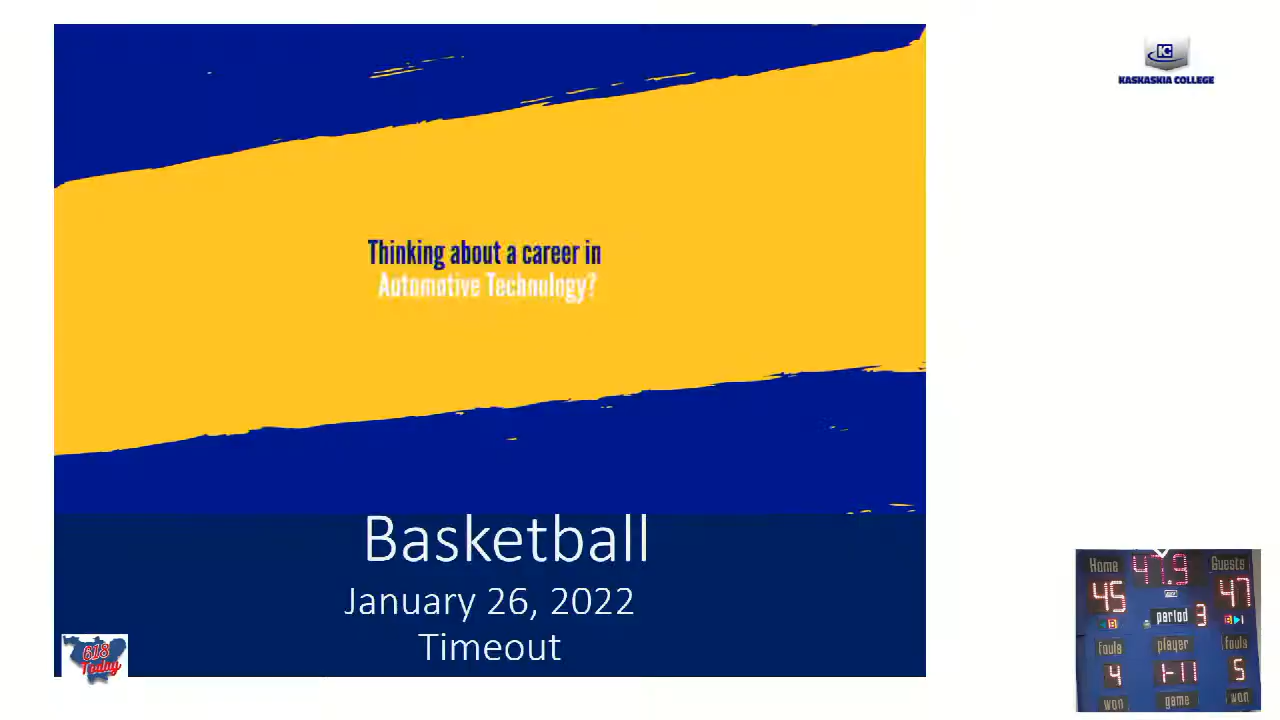 KC
KASKASKIA COLLEGE
Thinking about a career in
Automotive Technology?
Basketball
January 26, 2022
Timeout
618
Today
Home 47.9 Guests
45 47
period 3
fouls player fouls
4 1-11 5
won game won